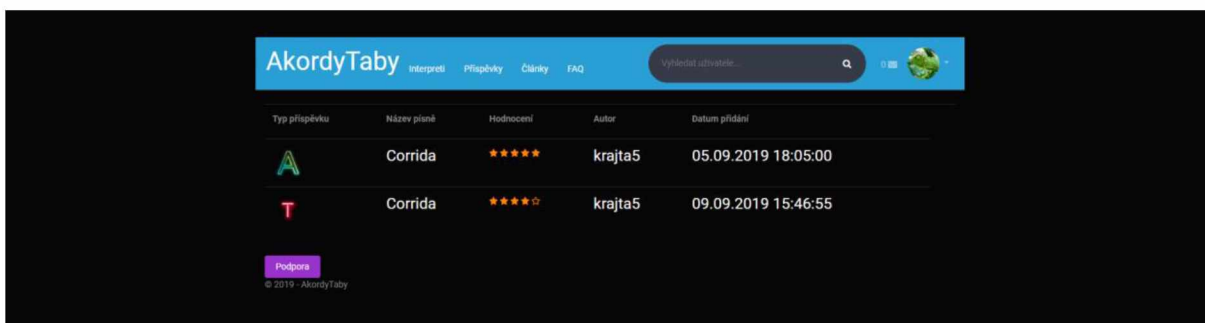 AkordyTaby Interpreti Příspěvky Články FAQ Vyhledat uživatele... 0
Typ příspěvku Název písně Hodnocení Autor Datum přidání
A Corrida krajta5 05.09.2019 18:05:00
T Corrida krajta5 09.09.2019 15:46:55
Podpora
© 2019 - AkordyTaby